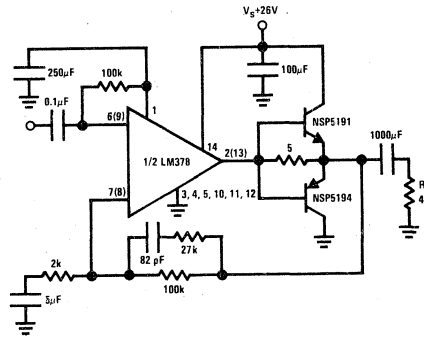 Vs+26V
250µF
100k
0.1µF
1
100µF
6(9)
NSP5191
1000µF
14
2(13)
1/2 LM378
5
R
4
3, 4, 5, 10, 11, 12
7(8)
NSP5194
82 pF
27k
2k
100k
5µF